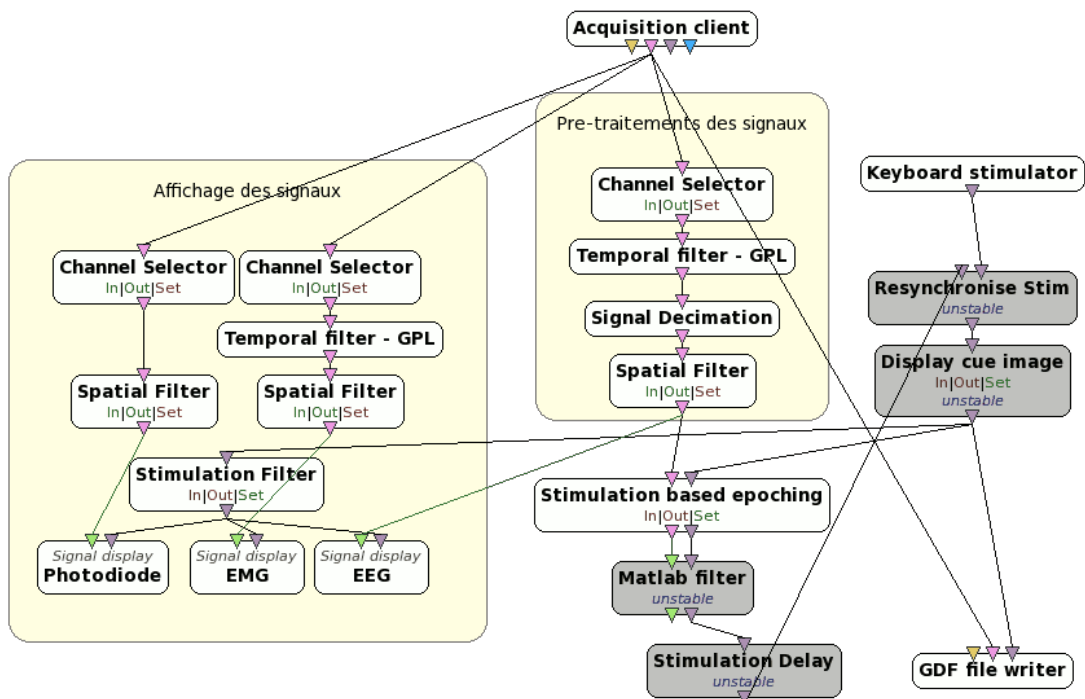 Acquisition client
Pre-traitements des signaux
Channel Selector
In|Out|Set
Temporal filter - GPL
Signal Decimation
Spatial Filter
In|Out|Set
Keyboard stimulator
Resynchronise Stim
unstable
Display cue image
In|Out|Set
unstable
Affichage des signaux
Channel Selector
In|Out|Set
Channel Selector
In|Out|Set
Temporal filter - GPL
Spatial Filter
In|Out|Set
Spatial Filter
In|Out|Set
Stimulation Filter
In|Out|Set
Signal display
Photodiode
Signal display
EMG
Signal display
EEG
Stimulation based epoching
In|Out|Set
Matlab filter
unstable
Stimulation Delay
unstable
GDF file writer